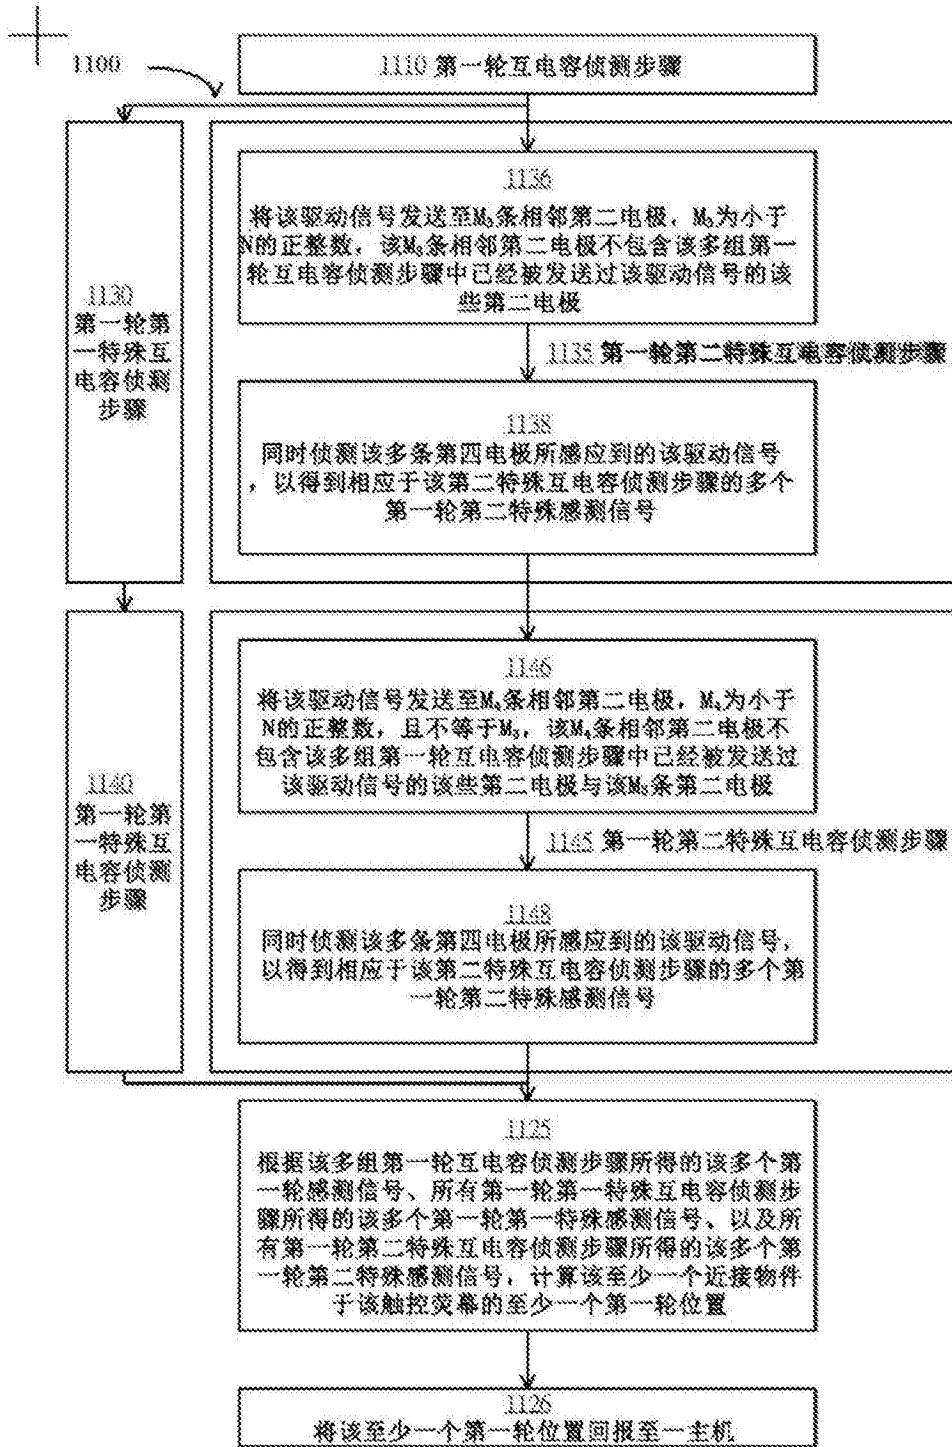 1100
1110 第一轮互电容侦测步骤
1130
第一轮第
一特殊互
电容侦测
步骤
1136
将该驱动信号发送至M₃条相邻第二电极，M₃为小于
N的正整数，该M₃条相邻第二电极不包含该多组第一
轮互电容侦测步骤中已经被发送过该驱动信号的该
些第二电极
1135 第一轮第二特殊互电容侦测步骤
1138
同时侦测该多条第四电极所感应到的该驱动信号
，以得到相应于该第二特殊互电容侦测步骤的多个
第一轮第二特殊感测信号
1140
第一轮第
一特殊互
电容侦测
步骤
1146
将该驱动信号发送至M₄条相邻第二电极，M₄为小于
N的正整数，且不等于M₃，该M₄条相邻第二电极不
包含该多组第一轮互电容侦测步骤中已经被发送过
该驱动信号的该些第二电极与该M₃条第二电极
1145 第一轮第二特殊互电容侦测步骤
1148
同时侦测该多条第四电极所感应到的该驱动信号，
以得到相应于该第二特殊互电容侦测步骤的多个第
一轮第二特殊感测信号
1125
根据该多组第一轮互电容侦测步骤所得的该多个第
一轮感测信号、所有第一轮第一特殊互电容侦测步
骤所得的该多个第一轮第一特殊感测信号、以及所
有第一轮第二特殊互电容侦测步骤所得的该多个第
一轮第二特殊感测信号，计算该至少一个近接物件
于该触控荧幕的至少一个第一轮位置
1126
将该至少一个第一轮位置回报至一主机